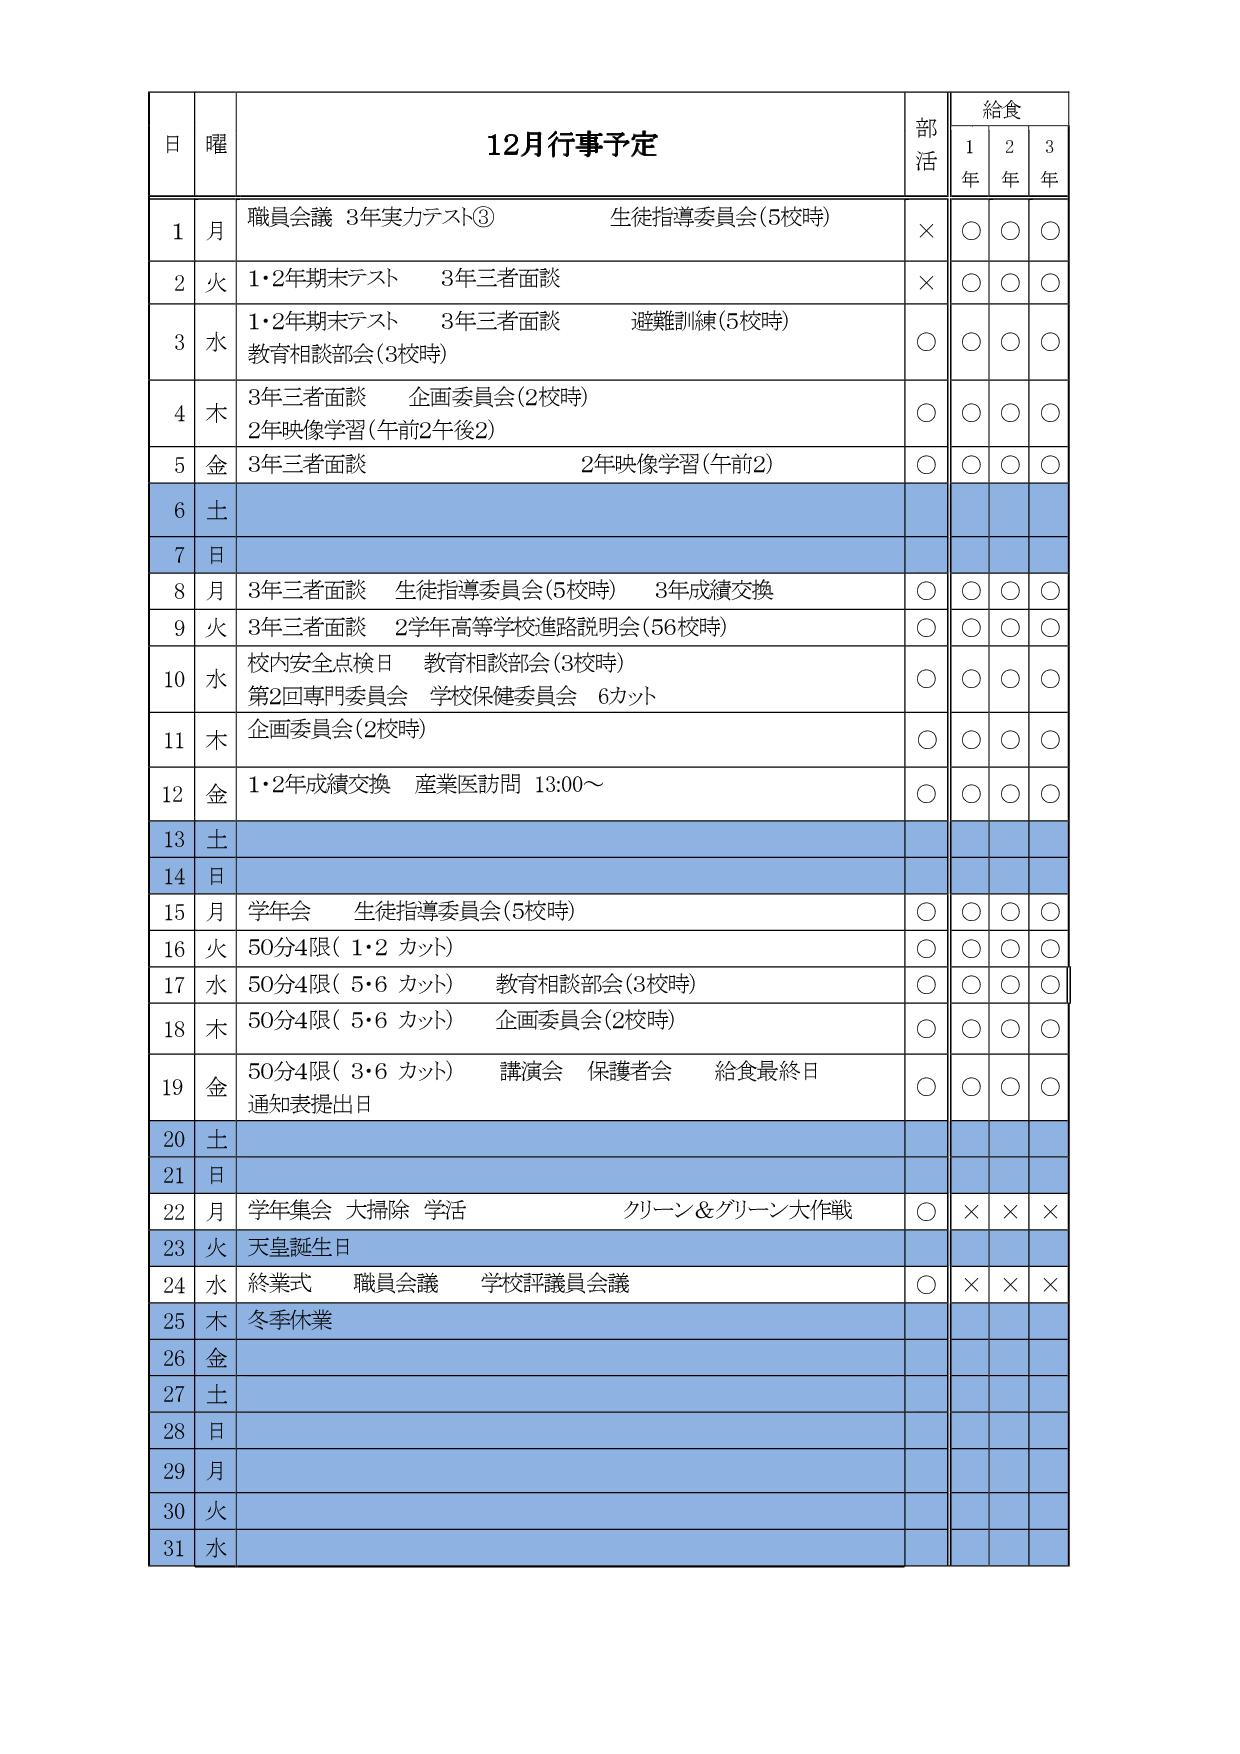 日 曜 12月行事予定 部活 給食
1年 2年 3年
1 月 職員会議 3年実力テスト③ 生徒指導委員会(5校時) × ○ ○ ○
2 火 1・2年期末テスト 3年三者面談 × ○ ○ ○
3 水 1・2年期末テスト 3年三者面談 避難訓練(5校時) ○ ○ ○ ○
教育相談部会(3校時)
4 木 3年三者面談 企画委員会(2校時) ○ ○ ○ ○
2年映像学習(午前2午後2)
5 金 3年三者面談 2年映像学習(午前2) ○ ○ ○ ○
6 土
7 日
8 月 3年三者面談 生徒指導委員会(5校時) 3年成績交換 ○ ○ ○ ○
9 火 3年三者面談 2学年高等学校進路説明会(56校時) ○ ○ ○ ○
10 水 校内安全点検日 教育相談部会(3校時) ○ ○ ○ ○
第2回専門委員会 学校保健委員会 6カット
11 木 企画委員会(2校時) ○ ○ ○ ○
12 金 1・2年成績交換 産業医訪問 13:00～ ○ ○ ○ ○
13 土
14 日
15 月 学年会 生徒指導委員会(5校時) ○ ○ ○ ○
16 火 50分4限( 1・2 カット) ○ ○ ○ ○
17 水 50分4限( 5・6 カット) 教育相談部会(3校時) ○ ○ ○ ○
18 木 50分4限( 5・6 カット) 企画委員会(2校時) ○ ○ ○ ○
19 金 50分4限( 3・6 カット) 講演会 保護者会 給食最終日 ○ ○ ○ ○
通知表提出日
20 土
21 日
22 月 学年集会 大掃除 学活 クリーン&グリーン大作戦 ○ × × ×
23 火 天皇誕生日
24 水 終業式 職員会議 学校評議員会議 ○ × × ×
25 木 冬季休業
26 金
27 土
28 日
29 月
30 火
31 水